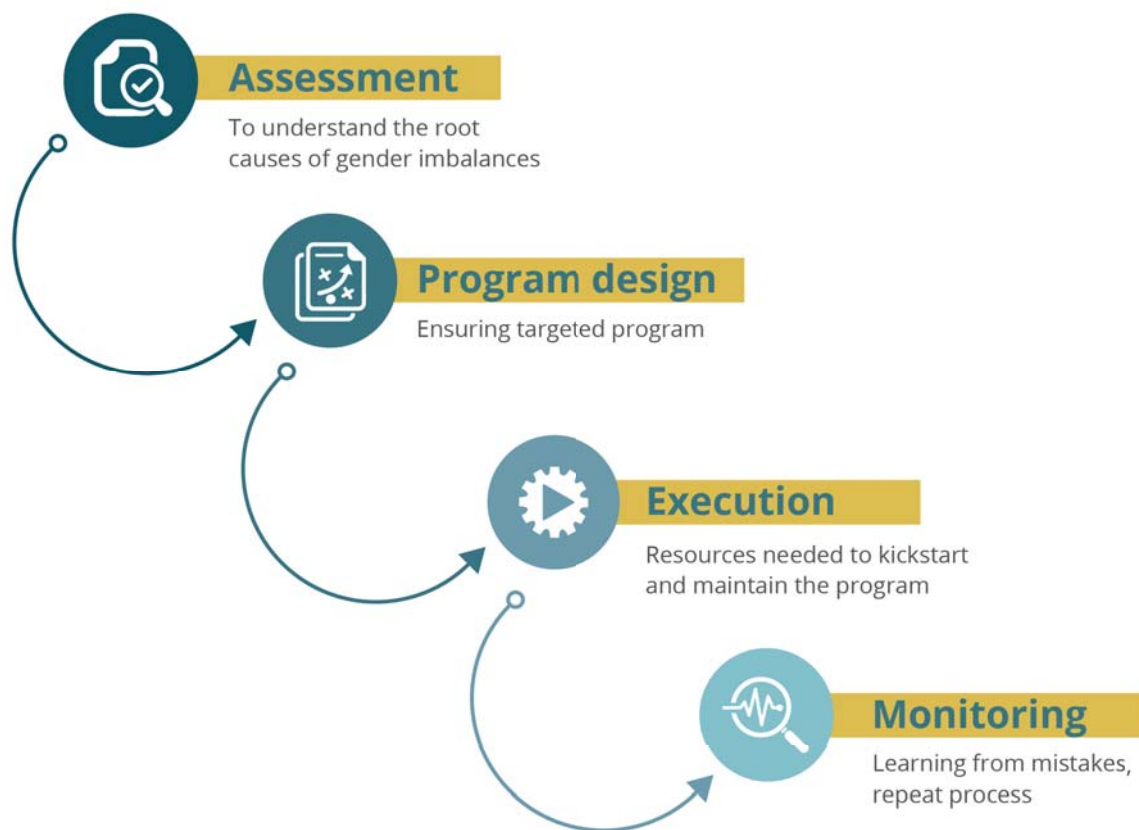 Assessment
To understand the root
causes of gender imbalances
Program design
Ensuring targeted program
Execution
Resources needed to kickstart
and maintain the program
Monitoring
Learning from mistakes,
repeat process